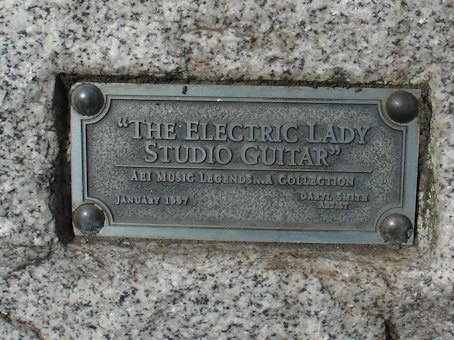 "THE ELECTRIC LADY
STUDIO GUITAR"
AEI MUSIC LEGENDS...A COLLECTION
JANUARY 1997
DARYL SMITH
ARTIST